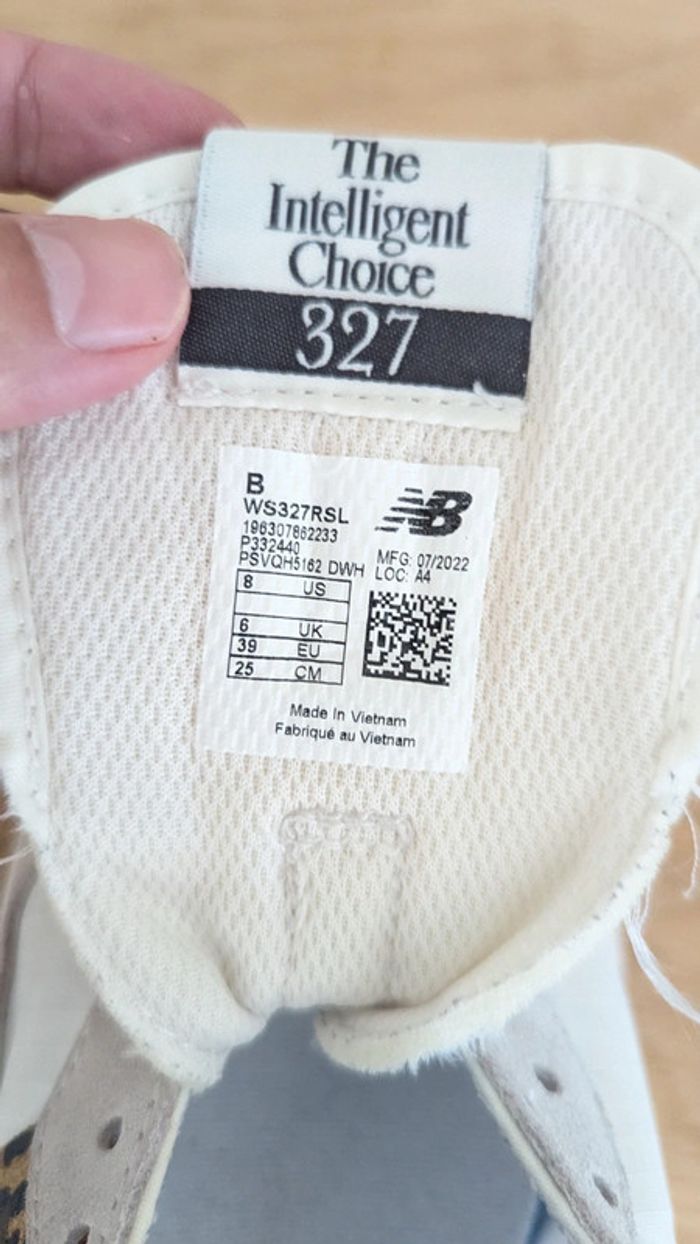 The
Intelligent
Choice
327
B
WS327RSL
196307862233
P332440
PSVQH5162 DWH
MFG: 07/2022
LOC: A4
8 US
6 UK
39 EU
25 CM
NB
Made In Vietnam
Fabriqué au Vietnam